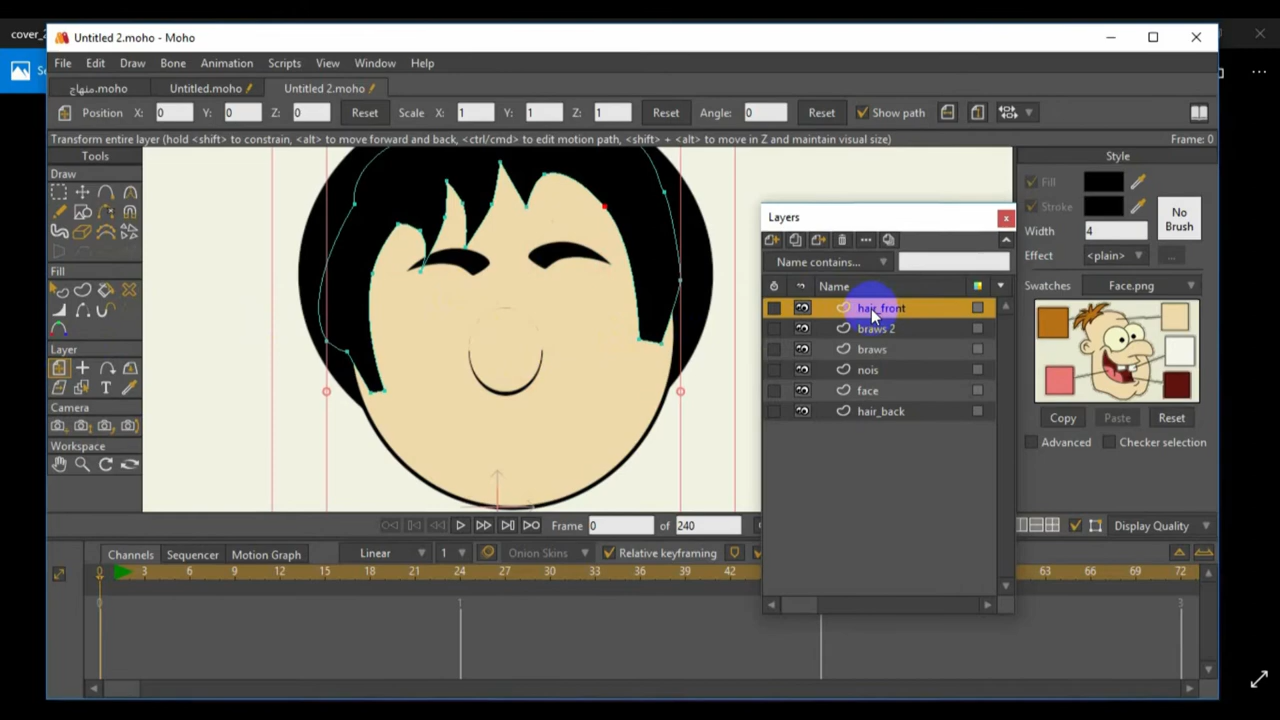 cover_2
Untitled 2.moho - Moho
Se
File Edit Draw Bone Animation Scripts View Window Help
منهاج.moho Untitled.moho Untitled 2.moho
Position X: 0 Y: 0 Z: 0 Reset Scale X: 1 Y: 1 Z: 1 Reset Angle: 0 Reset Show path
Transform entire layer (hold <shift> to constrain, <alt> to move forward and back, <ctrl/cmd> to edit motion path, <shift> + <alt> to move in Z and maintain visual size) Frame: 0
Tools
Draw
Fill
Layer
Camera
Workspace
Style
Fill
Stroke
Width 4
No Brush
Effect <plain> ...
Swatches Face.png
Copy Paste Reset
Advanced Checker selection
Layers
Name contains...
Name
hair_front
braws 2
braws
nois
face
hair_back
Frame 0 of 240 Display Quality
Channels Sequencer Motion Graph Linear 1 Onion Skins Relative keyframing
0 3 6 9 12 15 18 21 24 27 30 33 36 39 42 63 66 69 72
0 1 3